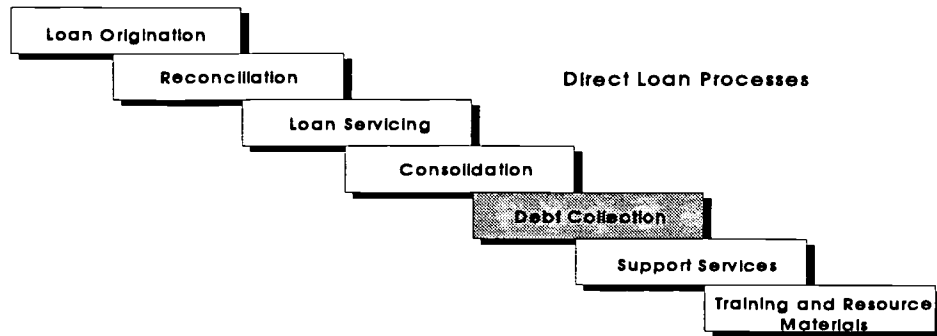 Loan Origination
Reconciliation
Direct Loan Processes
Loan Servicing
Consolidation
Debt Collection
Support Services
Training and Resource
Materials